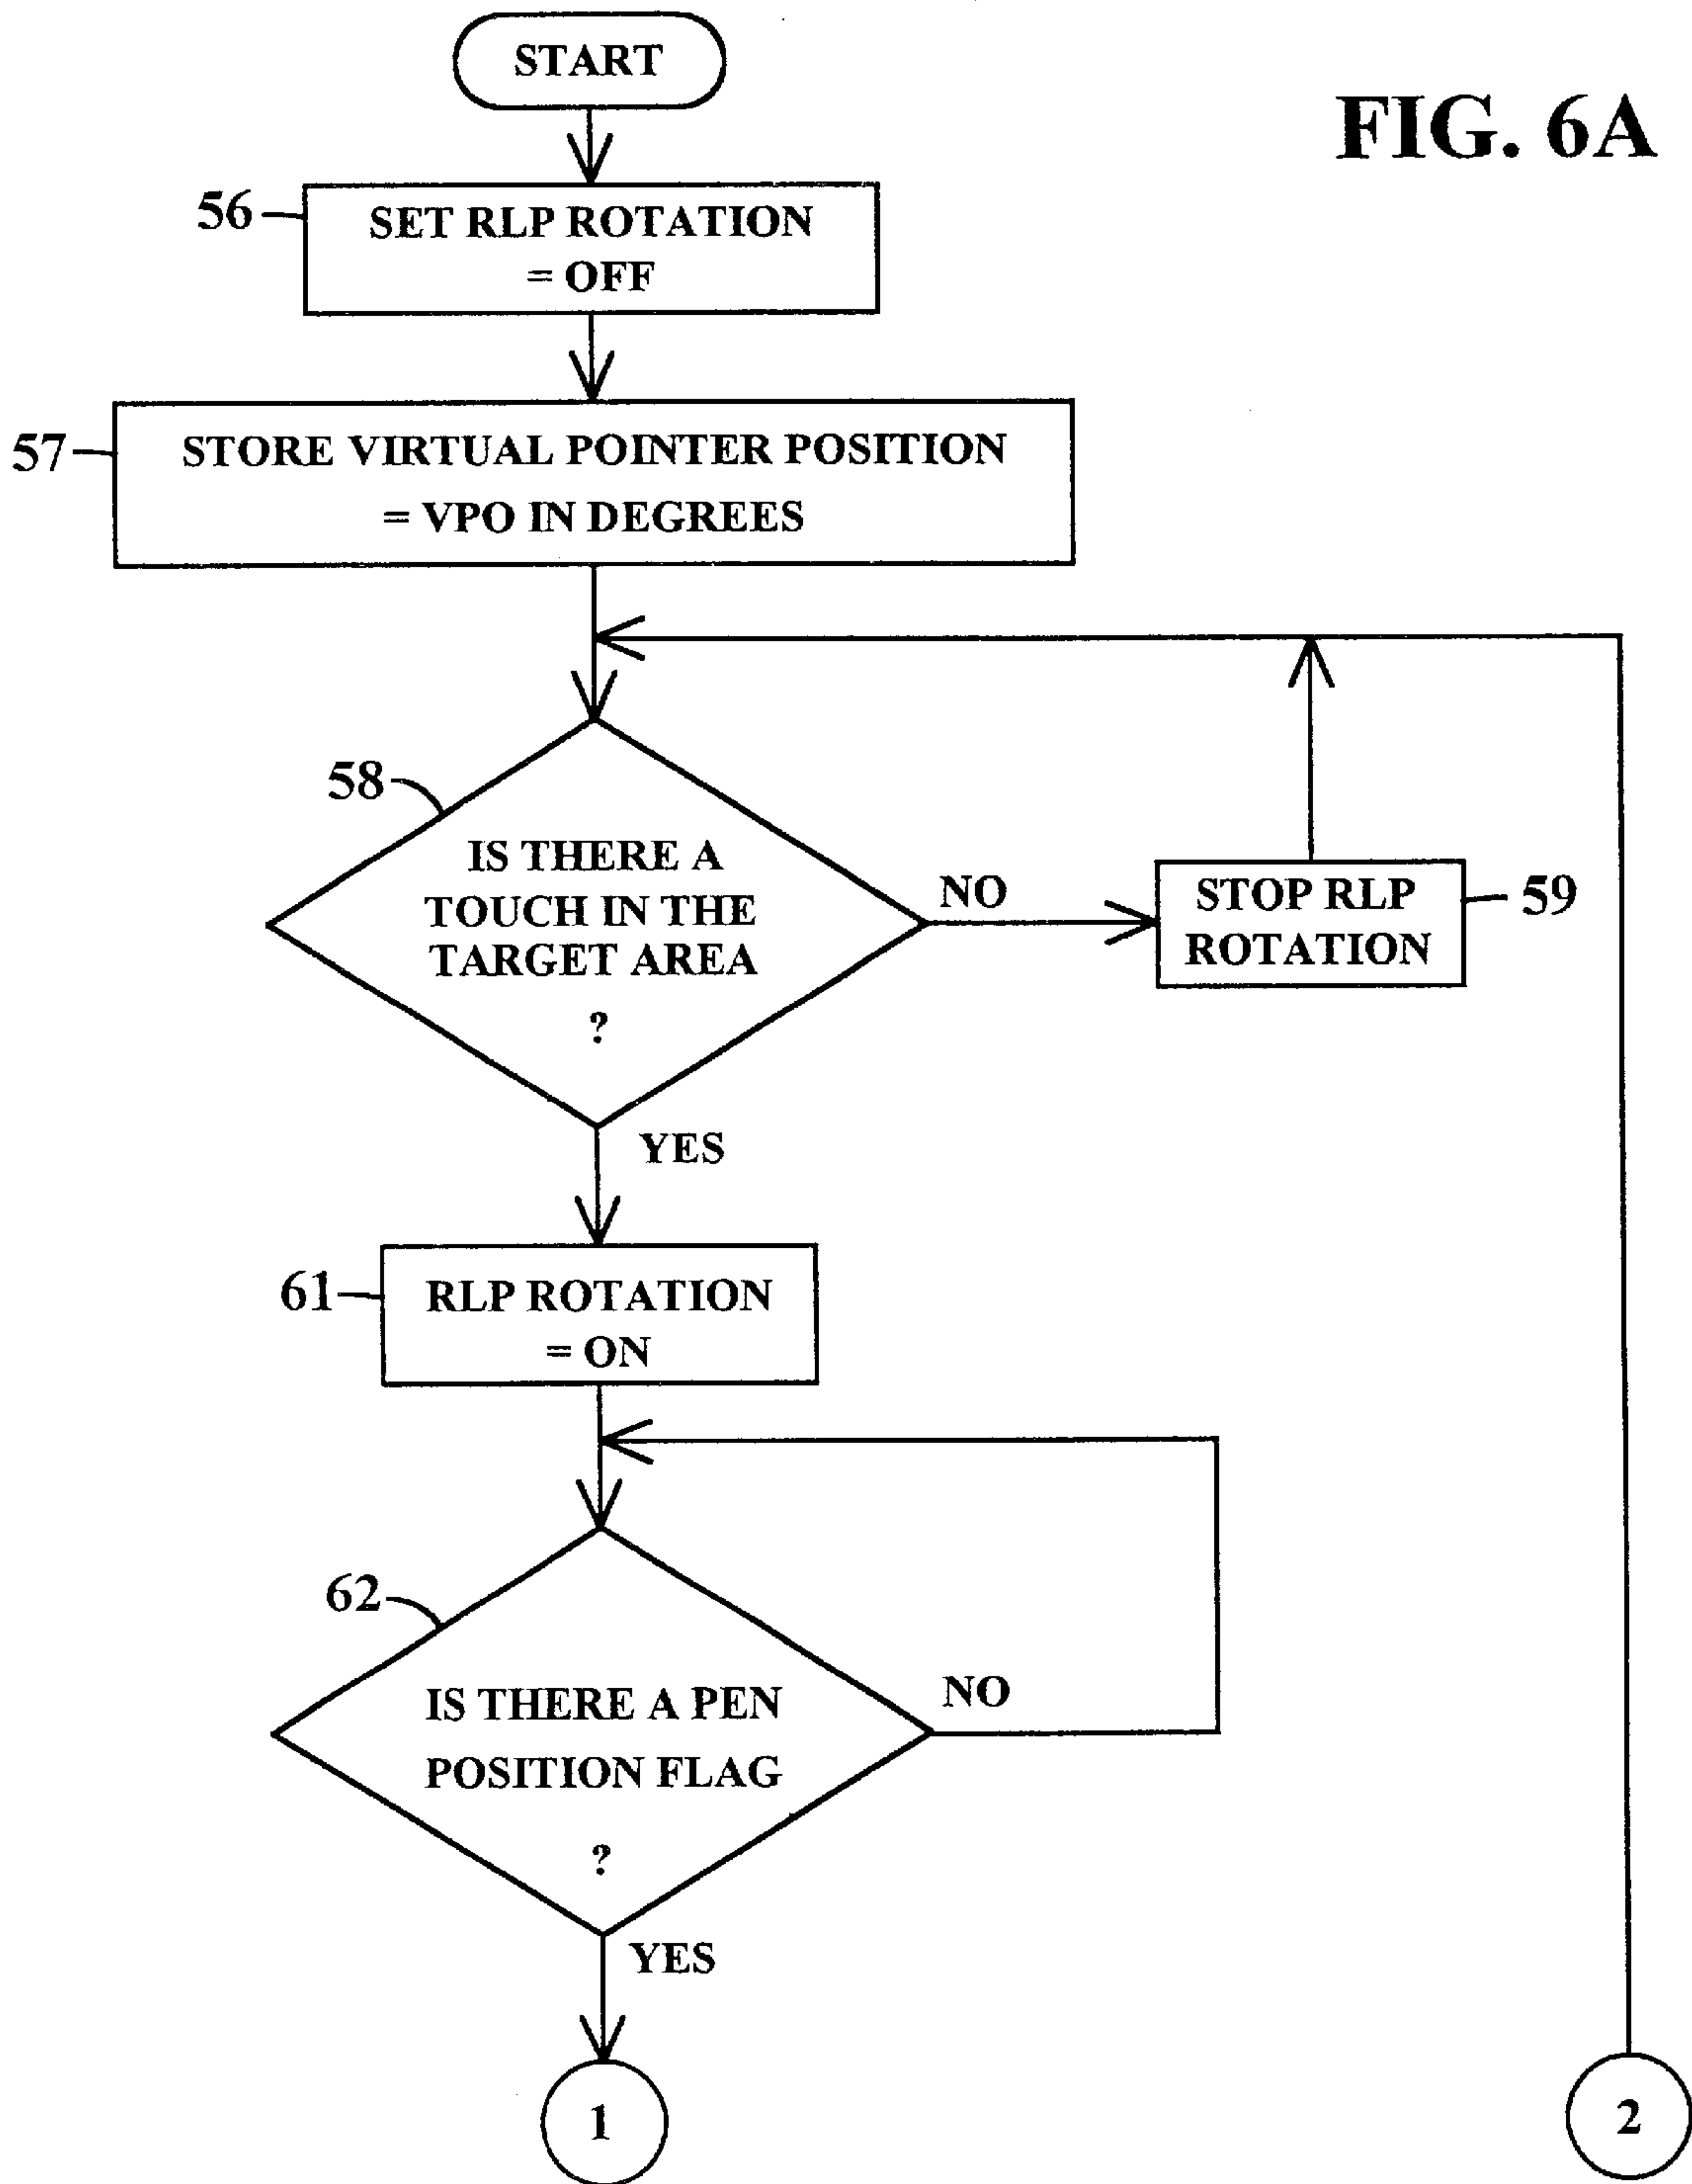 START
FIG. 6A
56
SET RLP ROTATION
= OFF
57
STORE VIRTUAL POINTER POSITION
= VPO IN DEGREES
58
IS THERE A
TOUCH IN THE
TARGET AREA
?
NO
STOP RLP
ROTATION
59
YES
61
RLP ROTATION
= ON
62
IS THERE A PEN
POSITION FLAG
?
NO
YES
1
2